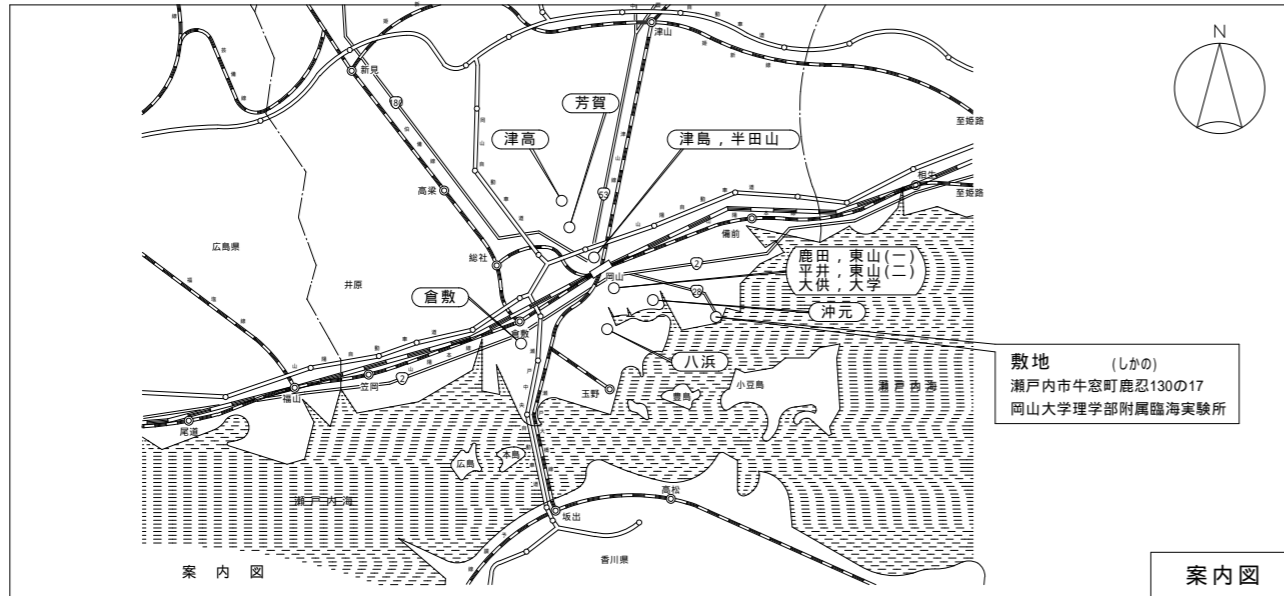 N
津山
新見
芳賀
180
津高
津島，半田山
至姫路
53
相生
至姫路
高梁
備前
広島県
総社
2
鹿田，東山(一)
平井，東山(二)
大供，大学
岡山
井原
倉敷
28
沖元
倉敷
八浜
敷地 (しかの)
瀬戸内市牛窓町鹿忍130の17
岡山大学理学部附属臨海実験所
2
笠岡
福山
玉野
豊島
小豆島
瀬戸内海
尾道
広島
本島
瀬戸内海
高松
坂出
香川県
案内図
案内図